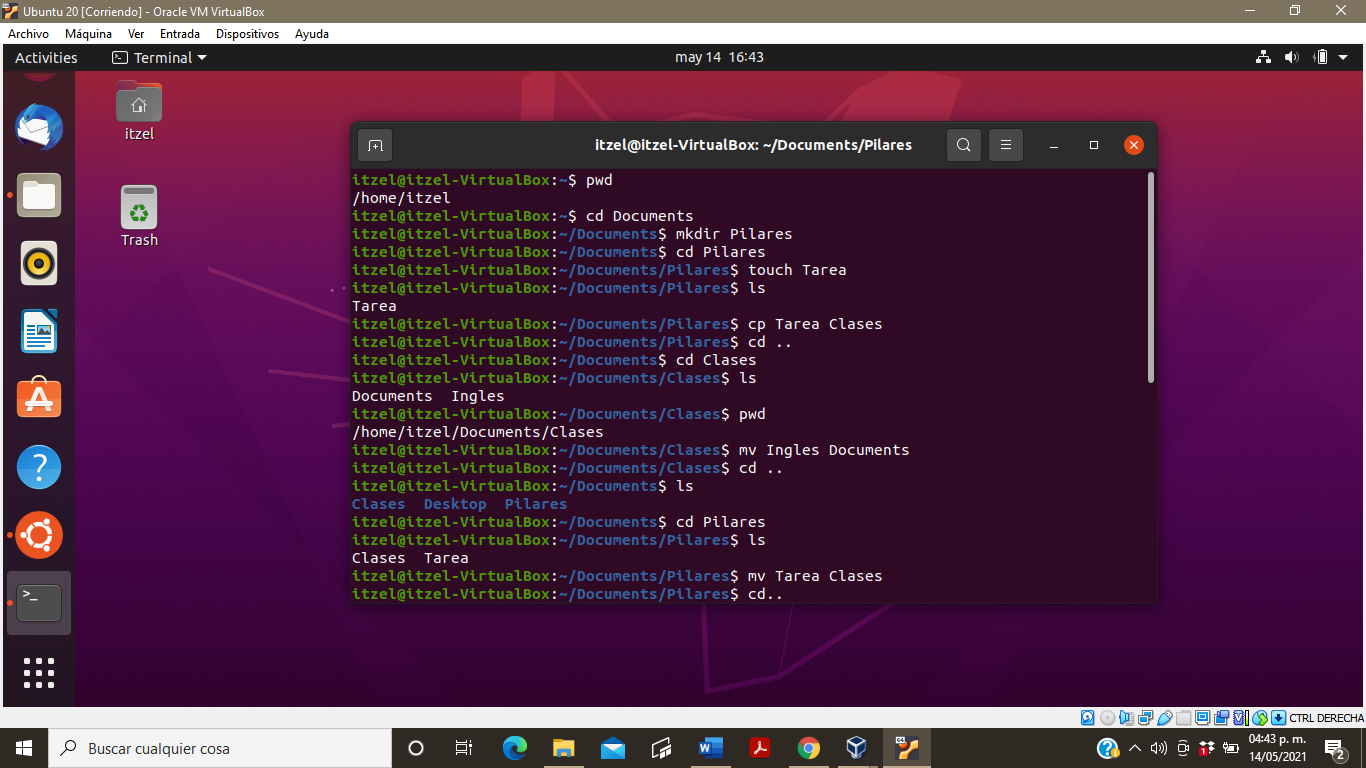 Ubuntu 20 [Corriendo] - Oracle VM VirtualBox
Archivo Máquina Ver Entrada Dispositivos Ayuda
Activities Terminal may 14 16:43
itzel
Trash
itzel@itzel-VirtualBox: ~/Documents/Pilares
itzel@itzel-VirtualBox:~$ pwd
/home/itzel
itzel@itzel-VirtualBox:~$ cd Documents
itzel@itzel-VirtualBox:~/Documents$ mkdir Pilares
itzel@itzel-VirtualBox:~/Documents$ cd Pilares
itzel@itzel-VirtualBox:~/Documents/Pilares$ touch Tarea
itzel@itzel-VirtualBox:~/Documents/Pilares$ ls
Tarea
itzel@itzel-VirtualBox:~/Documents/Pilares$ cp Tarea Clases
itzel@itzel-VirtualBox:~/Documents/Pilares$ cd ..
itzel@itzel-VirtualBox:~/Documents$ cd Clases
itzel@itzel-VirtualBox:~/Documents/Clases$ ls
Documents  Ingles
itzel@itzel-VirtualBox:~/Documents/Clases$ pwd
/home/itzel/Documents/Clases
itzel@itzel-VirtualBox:~/Documents/Clases$ mv Ingles Documents
itzel@itzel-VirtualBox:~/Documents/Clases$ cd ..
itzel@itzel-VirtualBox:~/Documents$ ls
Clases  Desktop  Pilares
itzel@itzel-VirtualBox:~/Documents$ cd Pilares
itzel@itzel-VirtualBox:~/Documents/Pilares$ ls
Clases  Tarea
itzel@itzel-VirtualBox:~/Documents/Pilares$ mv Tarea Clases
itzel@itzel-VirtualBox:~/Documents/Pilares$ cd..
CTRL DERECHA
Buscar cualquier cosa
04:43 p. m.
14/05/2021
2